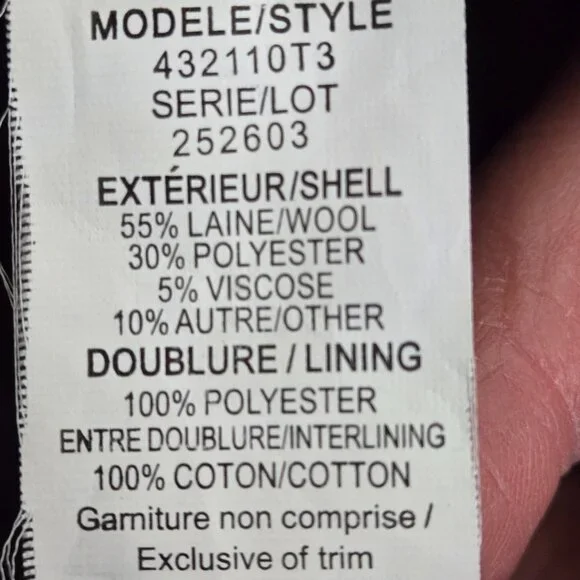 MODELE/STYLE
432110T3
SERIE/LOT
252603
EXTÉRIEUR/SHELL
55% LAINE/WOOL
30% POLYESTER
5% VISCOSE
10% AUTRE/OTHER
DOUBLURE / LINING
100% POLYESTER
ENTRE DOUBLURE/INTERLINING
100% COTON/COTTON
Garniture non comprise /
Exclusive of trim